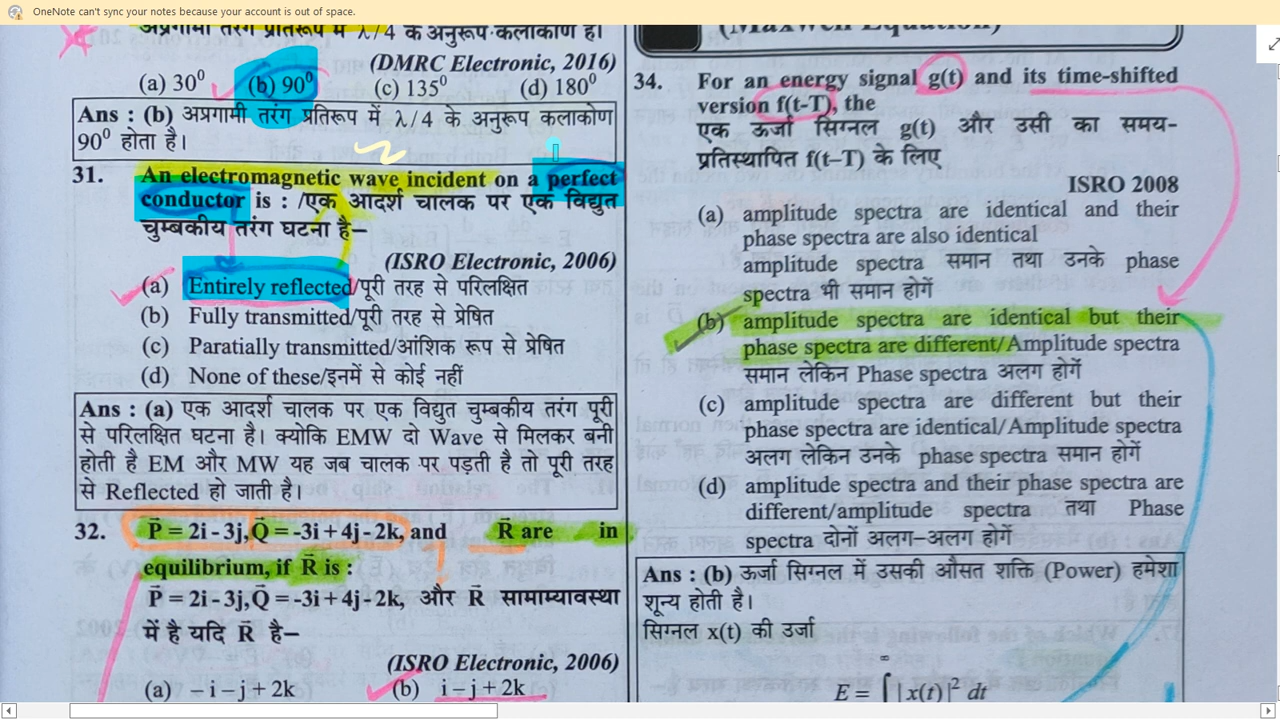 OneNote can't sync your notes because your account is out of space.
अप्रगामी तरंग प्रतिरूप में λ/4 के अनुरूप कलाकोण है।
(DMRC Electronic, 2016)
(a) 30⁰ (b) 90⁰ (c) 135⁰ (d) 180⁰
Ans : (b) अप्रगामी तरंग प्रतिरूप में λ/4 के अनुरूप कलाकोण
90⁰ होता है।
31. An electromagnetic wave incident on a perfect
conductor is : /एक आदर्श चालक पर एक विद्युत
चुम्बकीय तरंग घटना है–
(ISRO Electronic, 2006)
(a) Entirely reflected/पूरी तरह से परिलक्षित
(b) Fully transmitted/पूरी तरह से प्रेषित
(c) Paratially transmitted/आंशिक रूप से प्रेषित
(d) None of these/इनमें से कोई नहीं
Ans : (a) एक आदर्श चालक पर एक विद्युत चुम्बकीय तरंग पूरी
से परिलक्षित घटना है। क्योकि EMW दो Wave से मिलकर बनी
होती है EM और MW यह जब चालक पर पड़ती है तो पूरी तरह
से Reflected हो जाती है।
32. P⃗ = 2i - 3j, Q⃗ = -3i + 4j - 2k, and R⃗ are in
equilibrium, if R⃗ is :
P⃗ = 2i - 3j, Q⃗ = -3i + 4j - 2k, और R⃗ सामाम्यावस्था
में है यदि R⃗ है–
(ISRO Electronic, 2006)
(a) – i – j + 2k (b) i – j + 2k
(Maxwell Equation)
34. For an energy signal g(t) and its time-shifted
version f(t-T), the
एक ऊर्जा सिग्नल g(t) और उसी का समय-
प्रतिस्थापित f(t–T) के लिए
ISRO 2008
(a) amplitude spectra are identical and their
phase spectra are also identical
amplitude spectra समान तथा उनके phase
spectra भी समान होगें
(b) amplitude spectra are identical but their
phase spectra are different/Amplitude spectra
समान लेकिन Phase spectra अलग होगें
(c) amplitude spectra are different but their
phase spectra are identical/Amplitude spectra
अलग लेकिन उनके phase spectra समान होगें
(d) amplitude spectra and their phase spectra are
different/amplitude spectra तथा Phase
spectra दोनों अलग–अलग होगें
Ans : (b) ऊर्जा सिग्नल में उसकी औसत शक्ति (Power) हमेशा
शून्य होती है।
सिग्नल x(t) की उर्जा
E = ∫ |x(t)|² dt
∞